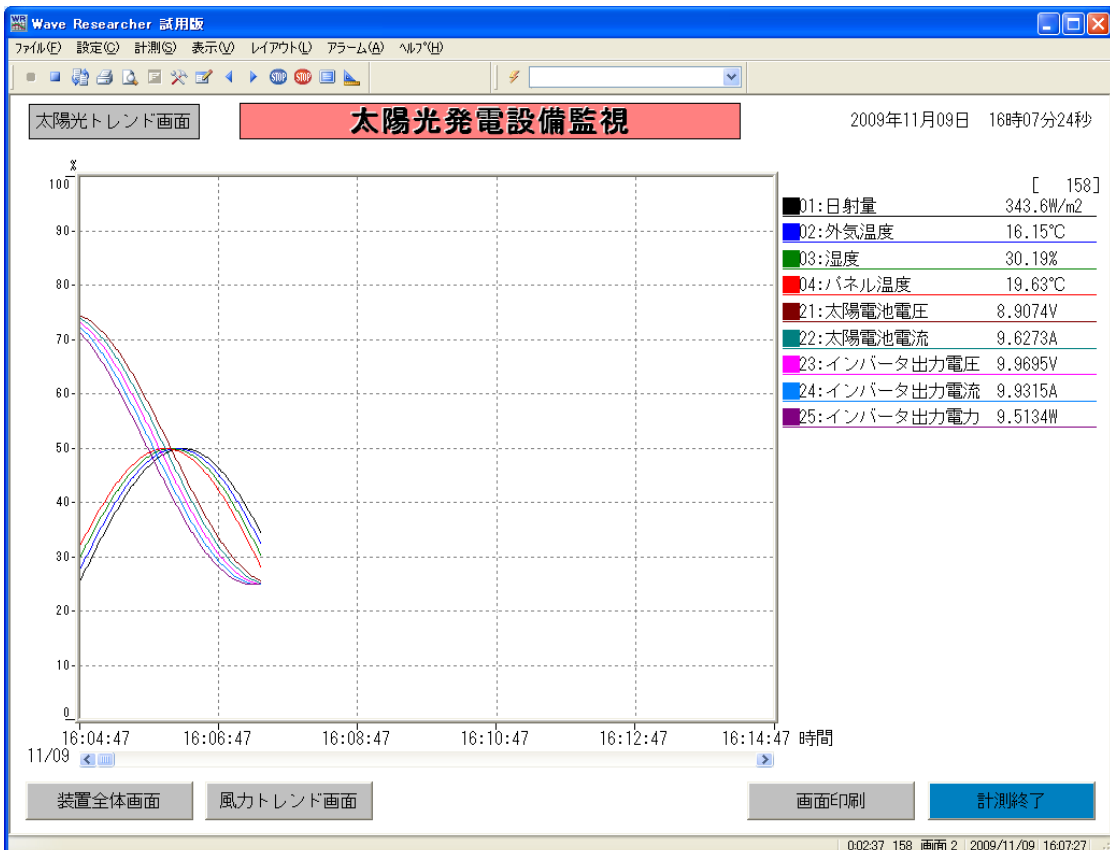 Wave Researcher 試用版
ファイル(F) 設定(C) 計測(S) 表示(V) レイアウト(L) アラーム(A) ヘルプ(H)
STOP STOP
太陽光トレンド画面
太陽光発電設備監視
2009年11月09日 16時07分24秒
%
[ 158]
100
90
80
70
60
50
40
30
20
10
0
01:日射量 343.6W/m2
02:外気温度 16.15℃
03:湿度 30.19%
04:パネル温度 19.63℃
21:太陽電池電圧 8.9074V
22:太陽電池電流 9.6273A
23:インバータ出力電圧 9.9695V
24:インバータ出力電流 9.9315A
25:インバータ出力電力 9.5134W
16:04:47 16:06:47 16:08:47 16:10:47 16:12:47 16:14:47 時間
11/09
装置全体画面 風力トレンド画面 画面印刷 計測終了
0:02:37 158 画面 2 2009/11/09 16:07:27